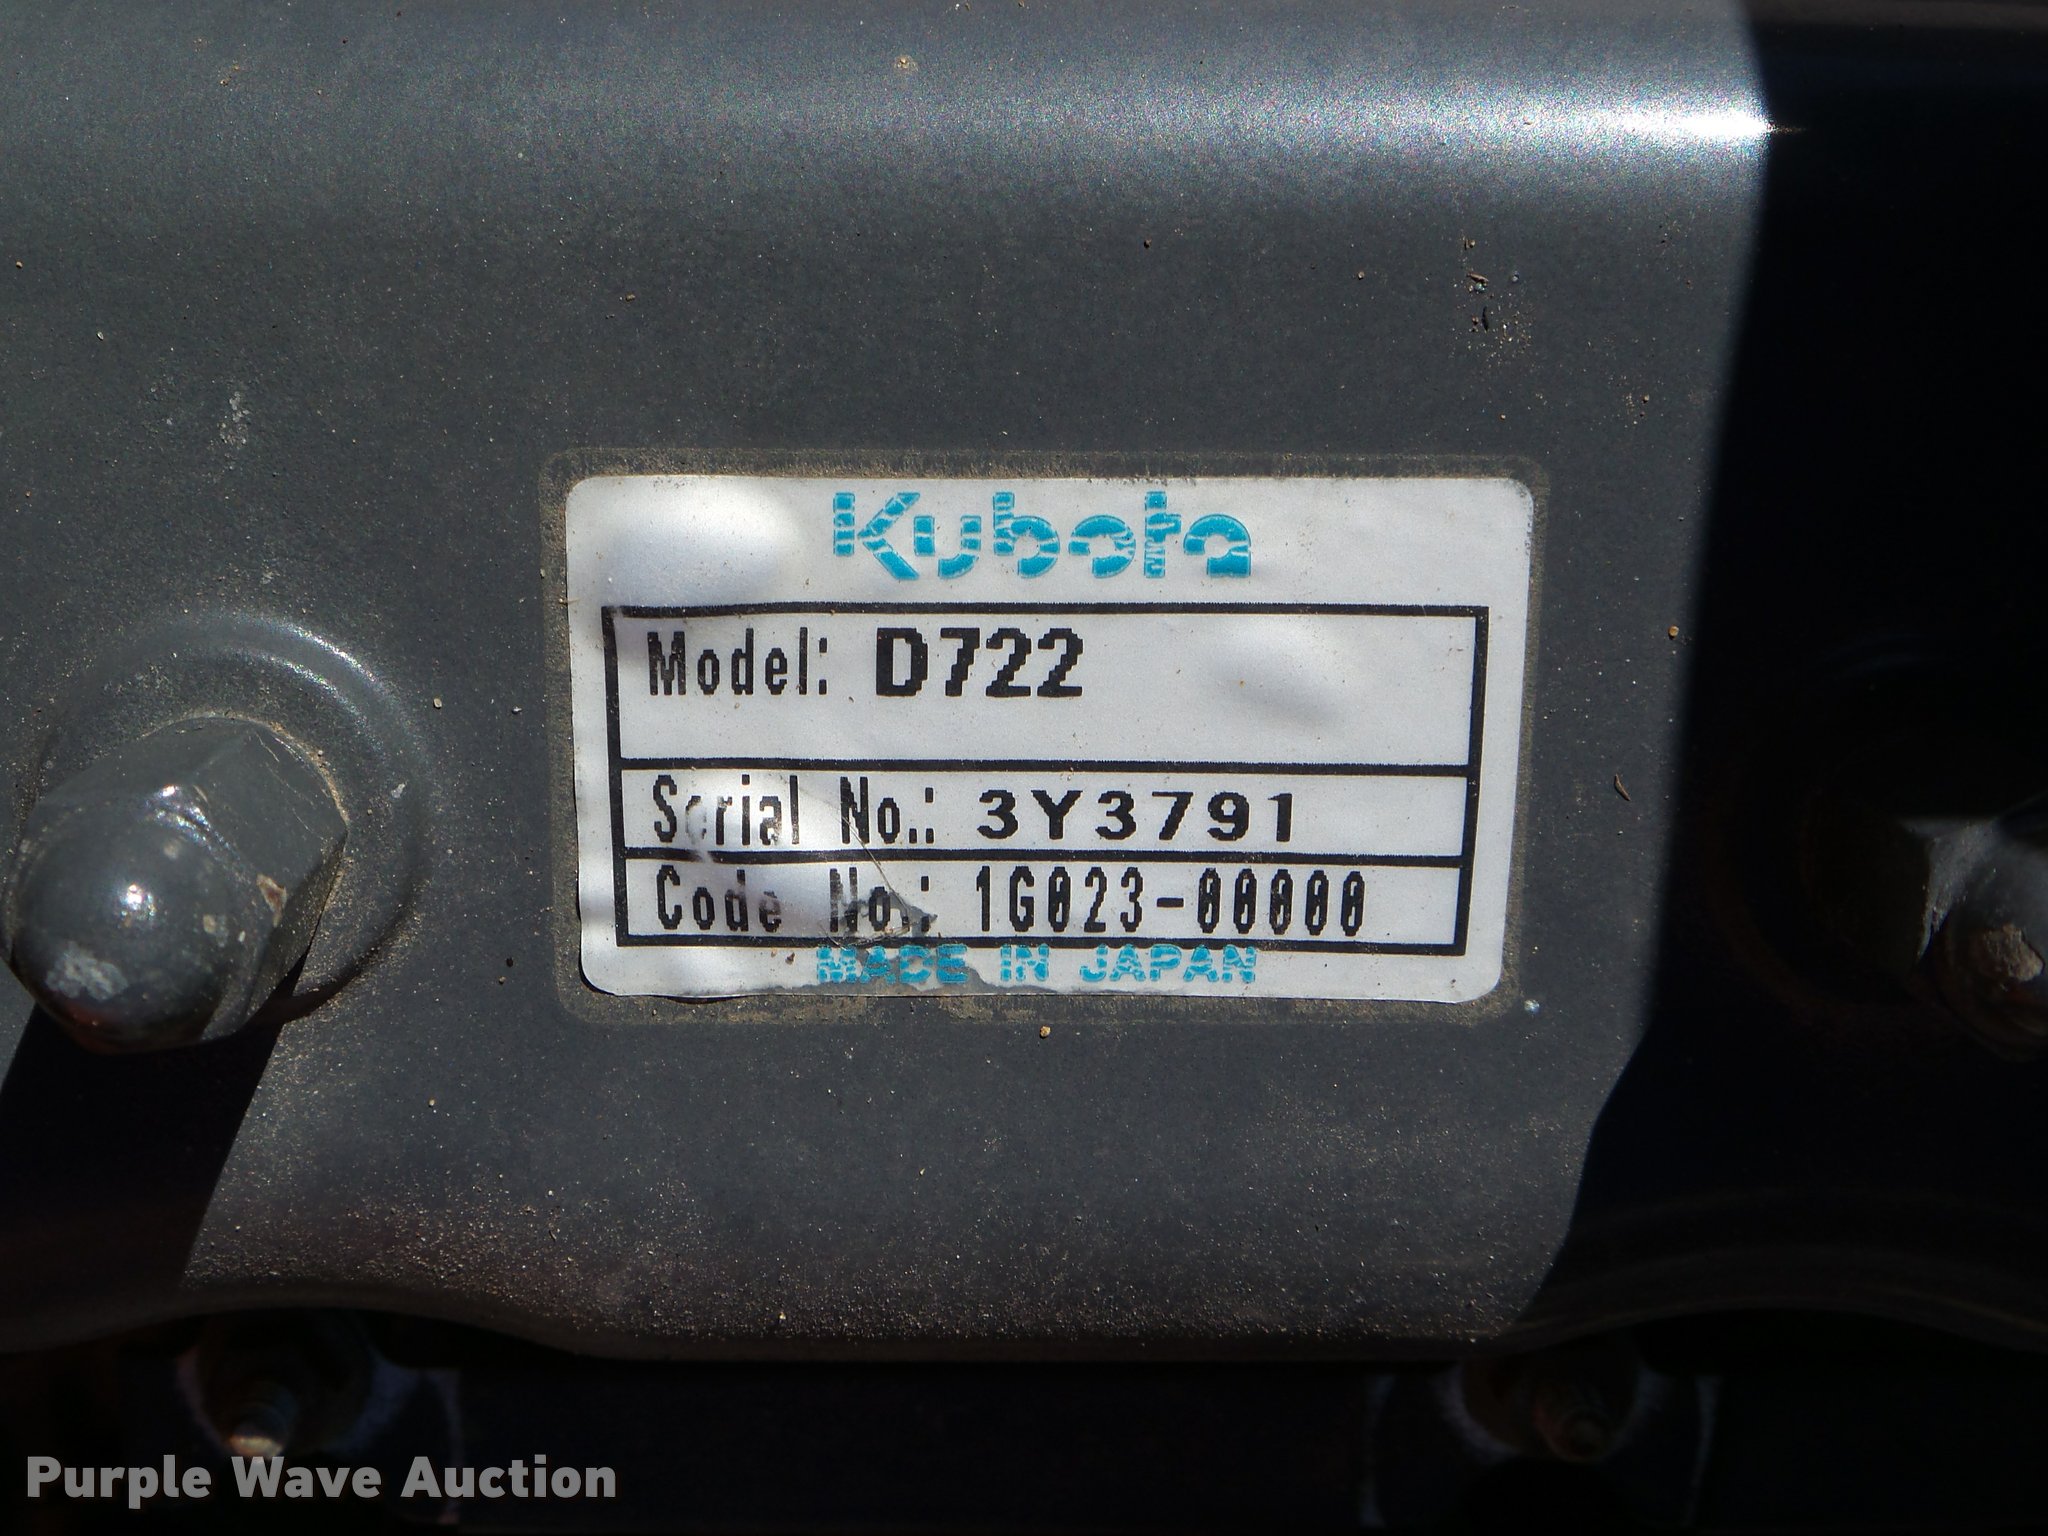 Kubota
Model: D722
Serial No.: 3Y3791
Code No.: 1G023-00000
MADE IN JAPAN
Purple Wave Auction